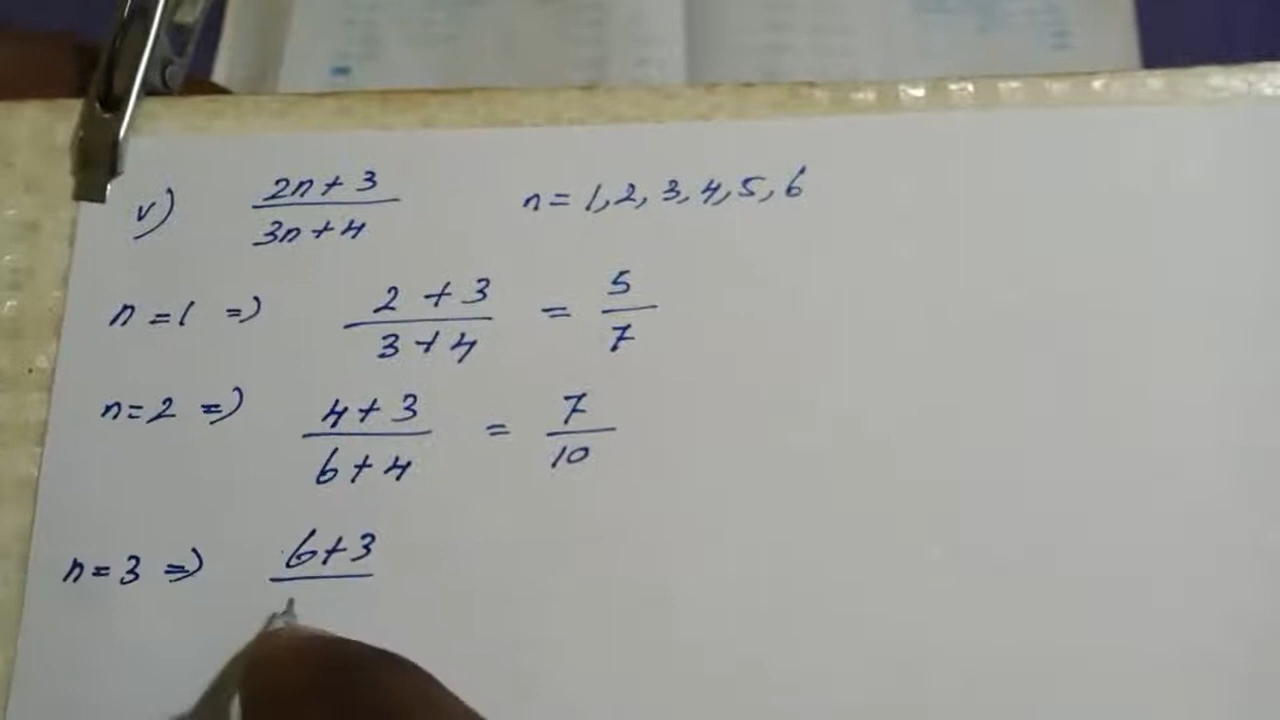 v) 2n+3 / 3n+4 n=1,2,3,4,5,6
n=1 => 2+3 / 3+4 = 5/7
n=2 => 4+3 / 6+4 = 7/10
n=3 => 6+3